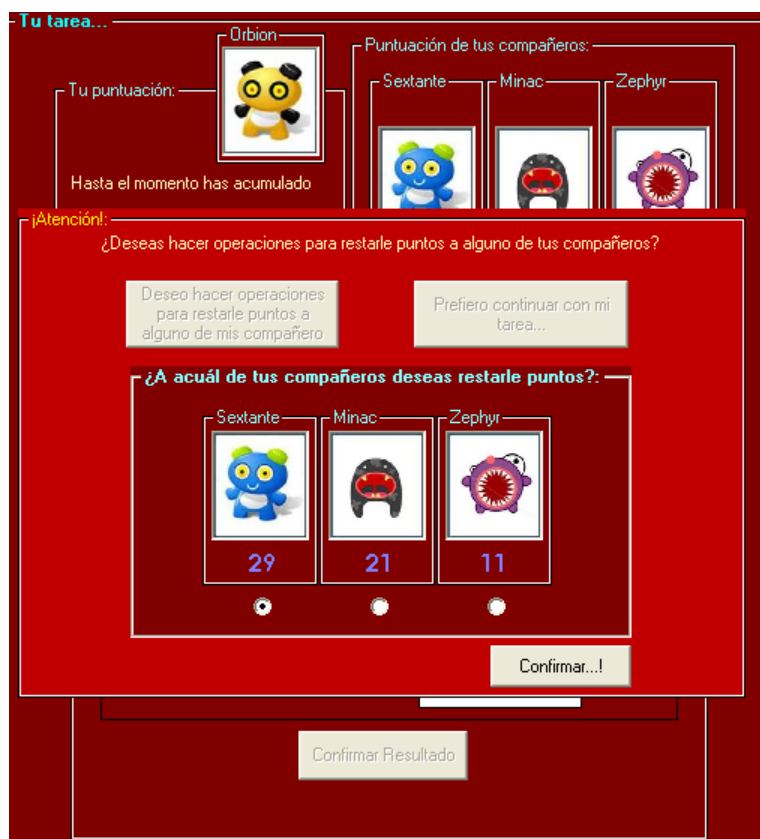 Tu tarea...
Orbion
Puntuación de tus compañeros:
Tu puntuación:
Sextante
Minac
Zephyr
Hasta el momento has acumulado
¡Atención!:
¿Deseas hacer operaciones para restarle puntos a alguno de tus compañeros?
Deseo hacer operaciones
para restarle puntos a
alguno de mis compañero
Prefiero continuar con mi
tarea...
¿A acuál de tus compañeros deseas restarle puntos?:
Sextante
Minac
Zephyr
29
21
11
Confirmar...!
Confirmar Resultado